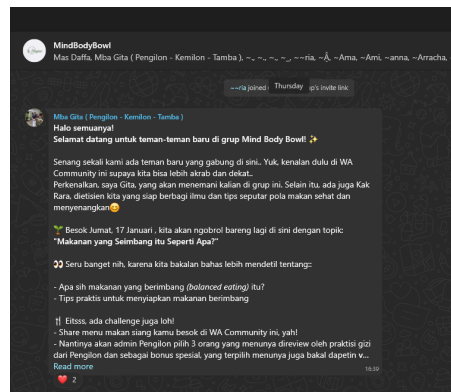 MindBodyBowl
Mas Daffa, Mba Gita ( Pengilon - Kemilon - Tamba ), ~., ~., ~., ~_, ~~ria, ~Ā, ~Ama, ~Ami, ~anna, ~Arracha,
~~ria joined Thursday p's invite link
Mba Gita ( Pengilon - Kemilon - Tamba )
Halo semuanya!
Selamat datang untuk teman-teman baru di grup Mind Body Bowl! ✨
Senang sekali kami ada teman baru yang gabung di sini.. Yuk, kenalan dulu di WA
Community ini supaya kita bisa lebih akrab dan dekat..
Perkenalkan, saya Gita, yang akan menemani kalian di grup ini. Selain itu, ada juga Kak
Rara, dietisien kita yang siap berbagi ilmu dan tips seputar pola makan sehat dan
menyenangkan😊
🌱 Besok Jumat, 17 Januari , kita akan ngobrol bareng lagi di sini dengan topik:
"Makanan yang Seimbang itu Seperti Apa?"
👀 Seru banget nih, karena kita bakalan bahas lebih mendetil tentang::
- Apa sih makanan yang berimbang (balanced eating) itu?
- Tips praktis untuk menyiapkan makanan berimbang
🍴 Eitsss, ada challenge juga loh!
- Share menu makan siang kamu besok di WA Community ini, yah!
- Nantinya akan admin Pengilon pilih 3 orang yang menunya direview oleh praktisi gizi
dari Pengilon dan sebagai bonus spesial, yang terpilih menunya juga bakal dapetin v...
Read more
16:39
❤️ 2